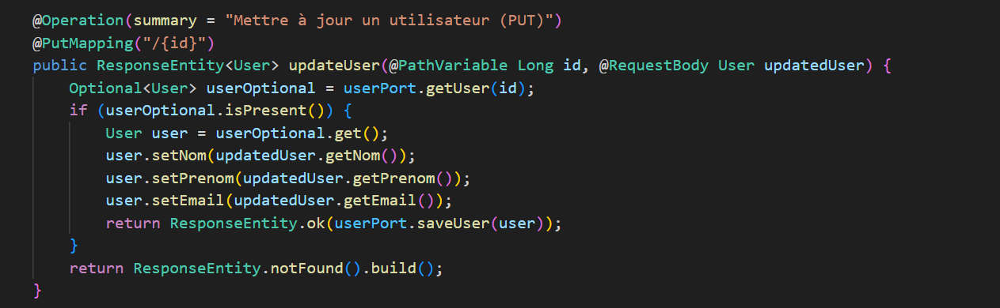 @Operation(summary = "Mettre à jour un utilisateur (PUT)")
@PutMapping("/{id}")
public ResponseEntity<User> updateUser(@PathVariable Long id, @RequestBody User updatedUser) {
Optional<User> userOptional = userPort.getUser(id);
if (userOptional.isPresent()) {
User user = userOptional.get();
user.setNom(updatedUser.getNom());
user.setPrenom(updatedUser.getPrenom());
user.setEmail(updatedUser.getEmail());
return ResponseEntity.ok(userPort.saveUser(user));
}
return ResponseEntity.notFound().build();
}